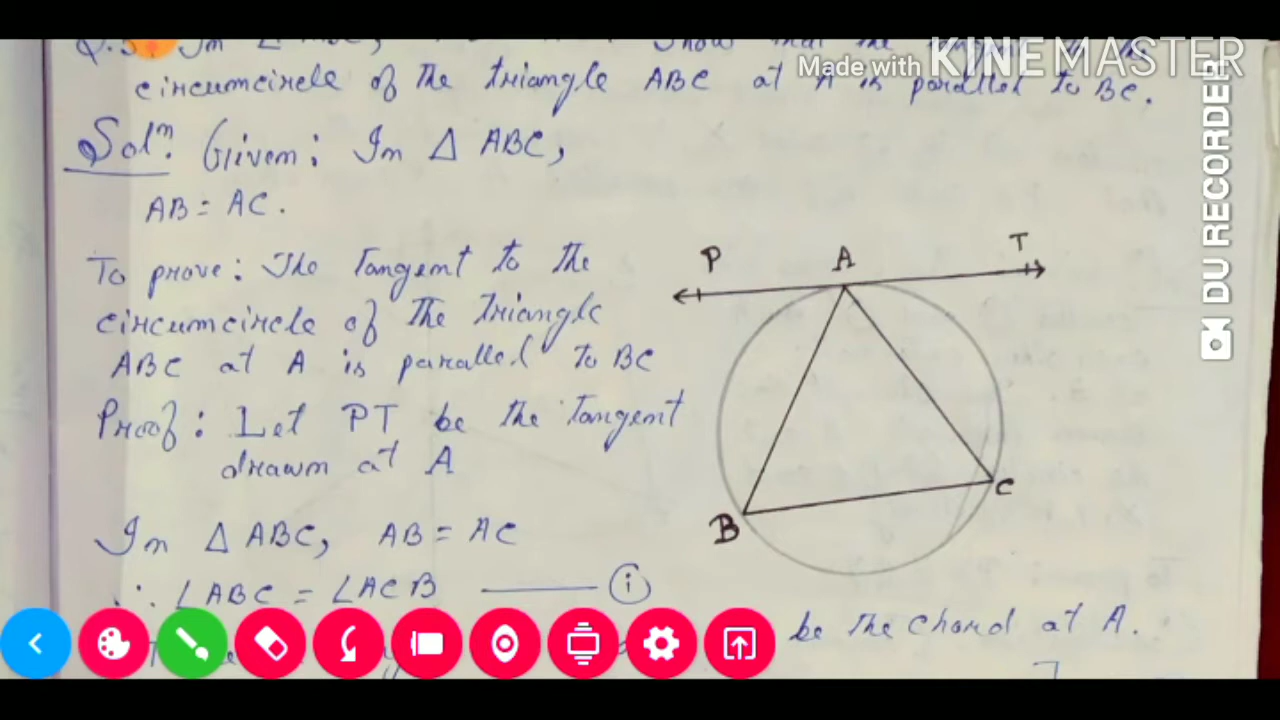 Made with KINEMASTER
circumcircle of the triangle ABC at A is parallel to BC.
Solⁿ. Given: In Δ ABC,
AB = AC.
To prove: The Tangent to the
circumcircle of the triangle
ABC at A is parallel to BC
Proof: Let PT be the Tangent
drawn at A
In Δ ABC, AB = AC
∴ ∠ABC = ∠ACB —— (i)
be the chord at A.
P A T
B C
DU RECORDER